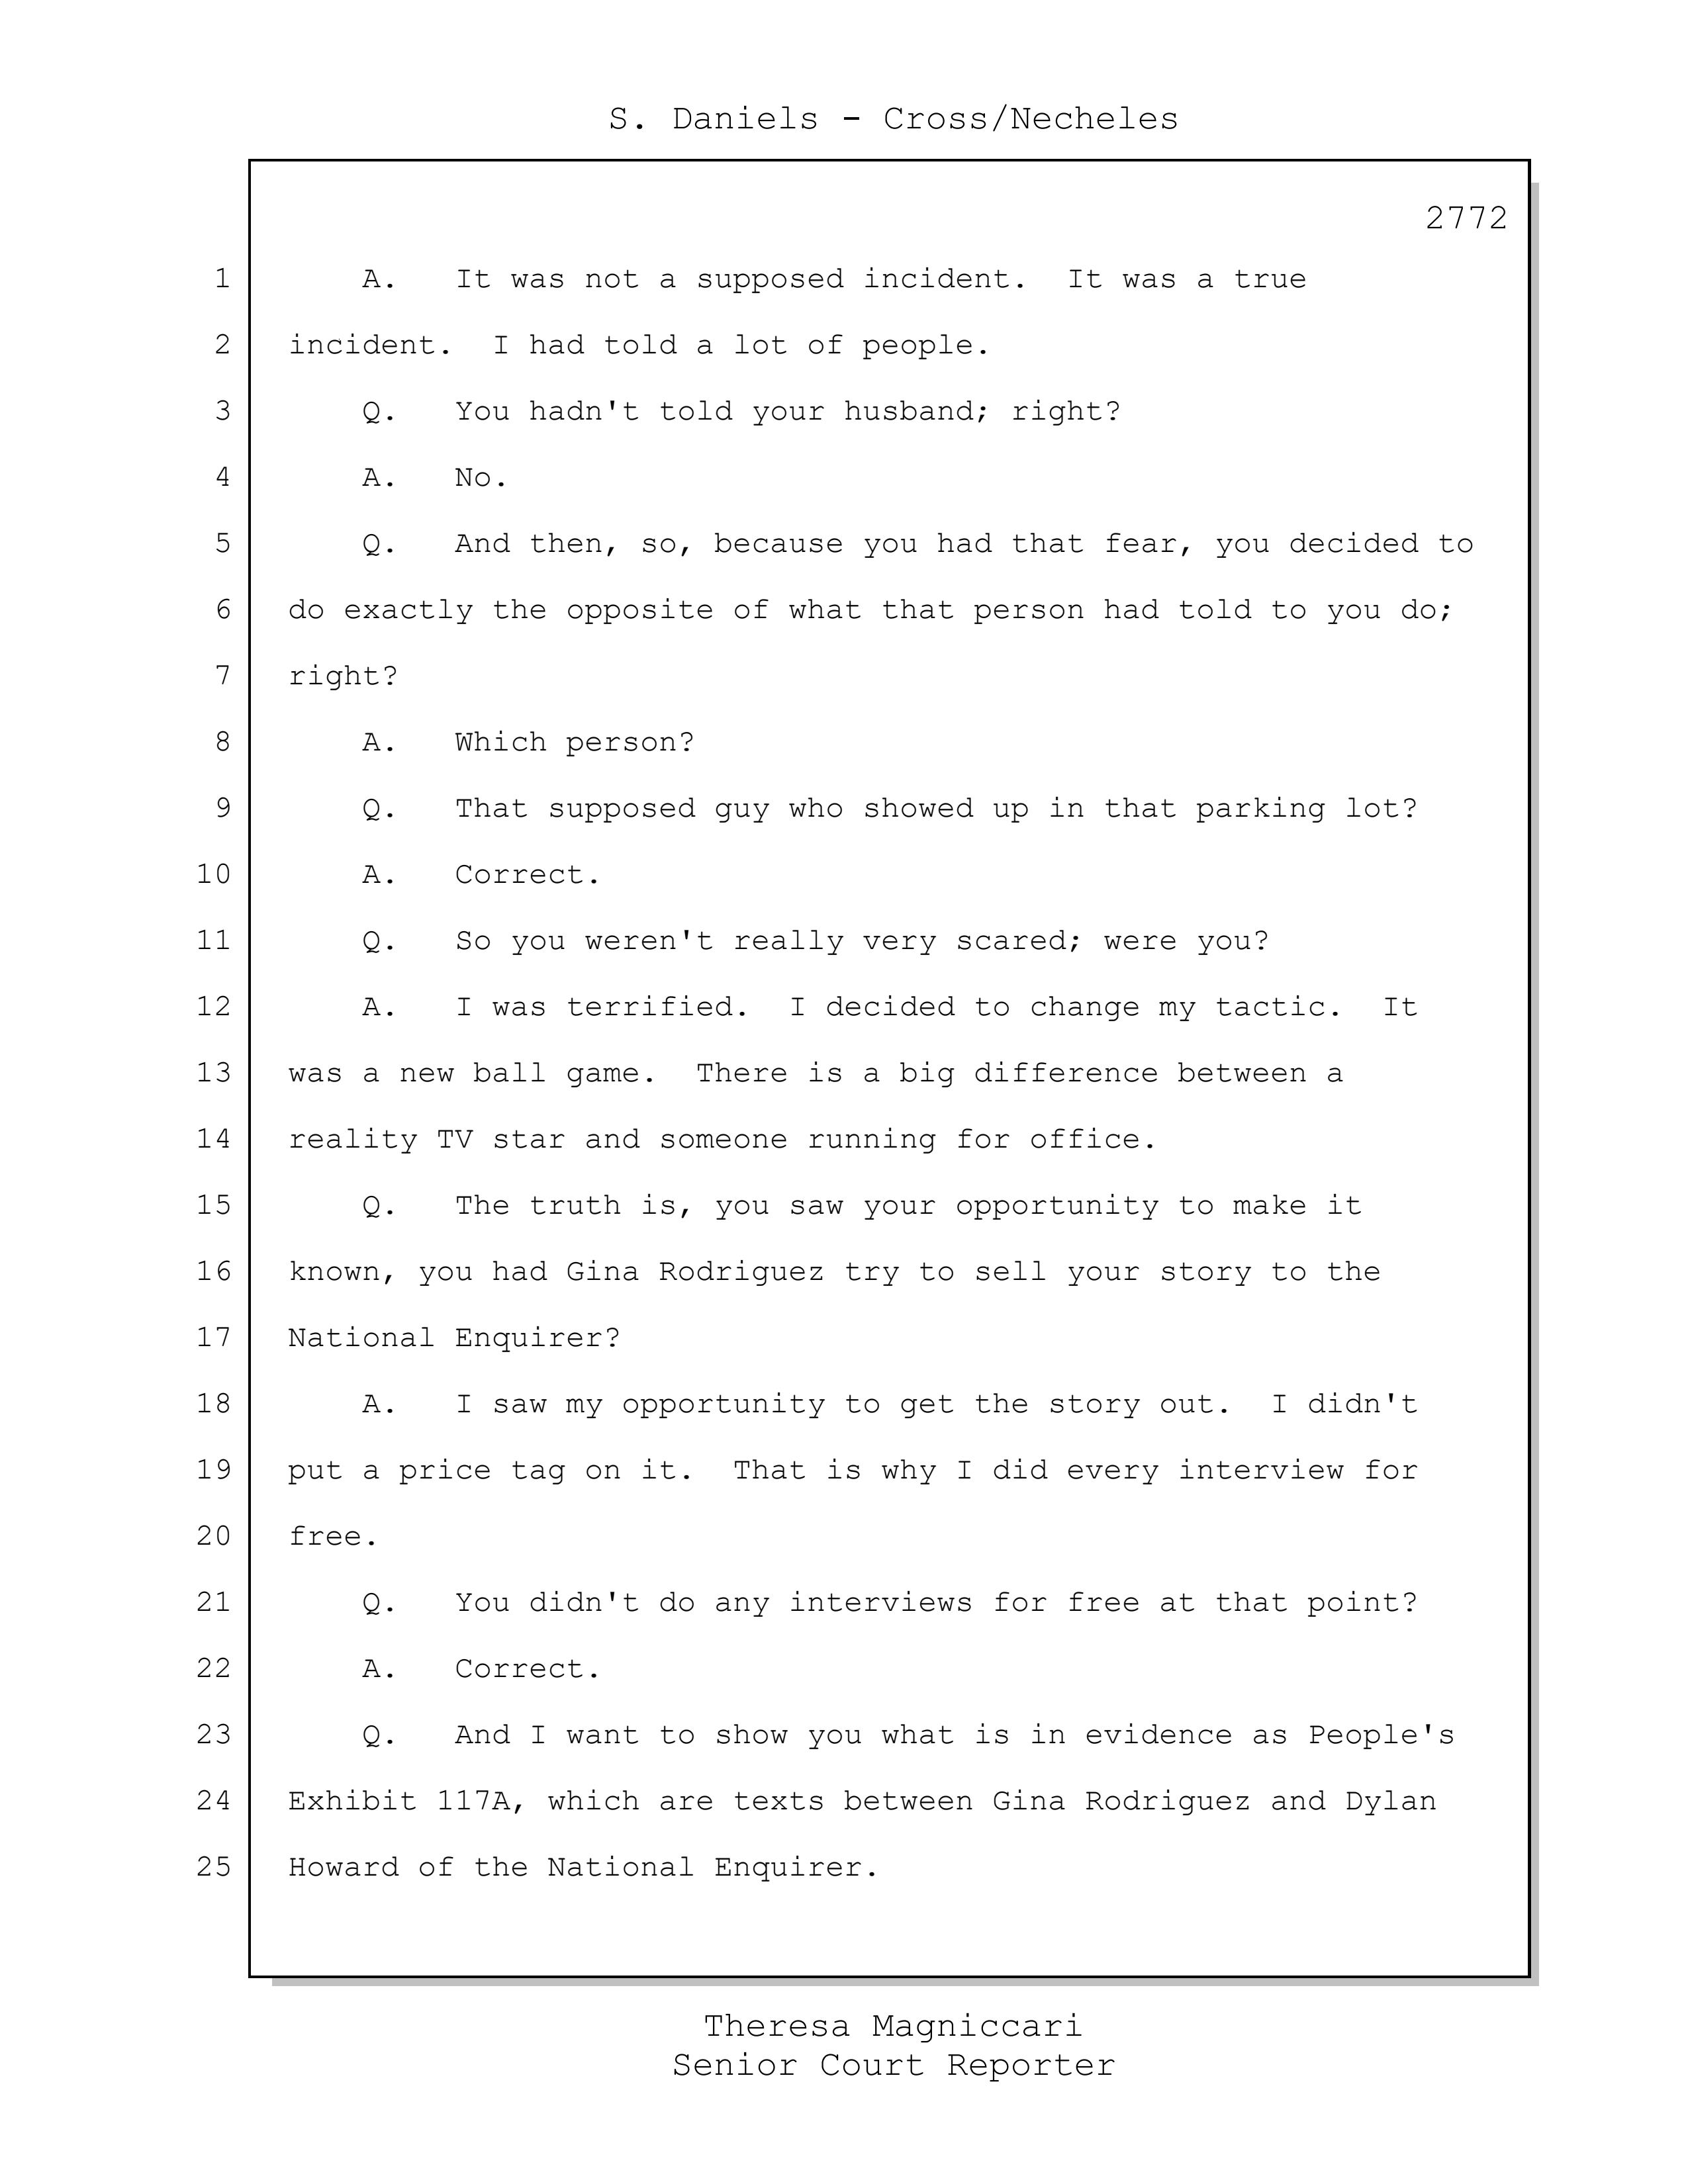 S. Daniels - Cross/Necheles
2772
1 A. It was not a supposed incident. It was a true
2 incident. I had told a lot of people.
3 Q. You hadn't told your husband; right?
4 A. No.
5 Q. And then, so, because you had that fear, you decided to
6 do exactly the opposite of what that person had told to you do;
7 right?
8 A. Which person?
9 Q. That supposed guy who showed up in that parking lot?
10 A. Correct.
11 Q. So you weren't really very scared; were you?
12 A. I was terrified. I decided to change my tactic. It
13 was a new ball game. There is a big difference between a
14 reality TV star and someone running for office.
15 Q. The truth is, you saw your opportunity to make it
16 known, you had Gina Rodriguez try to sell your story to the
17 National Enquirer?
18 A. I saw my opportunity to get the story out. I didn't
19 put a price tag on it. That is why I did every interview for
20 free.
21 Q. You didn't do any interviews for free at that point?
22 A. Correct.
23 Q. And I want to show you what is in evidence as People's
24 Exhibit 117A, which are texts between Gina Rodriguez and Dylan
25 Howard of the National Enquirer.
Theresa Magniccari
Senior Court Reporter